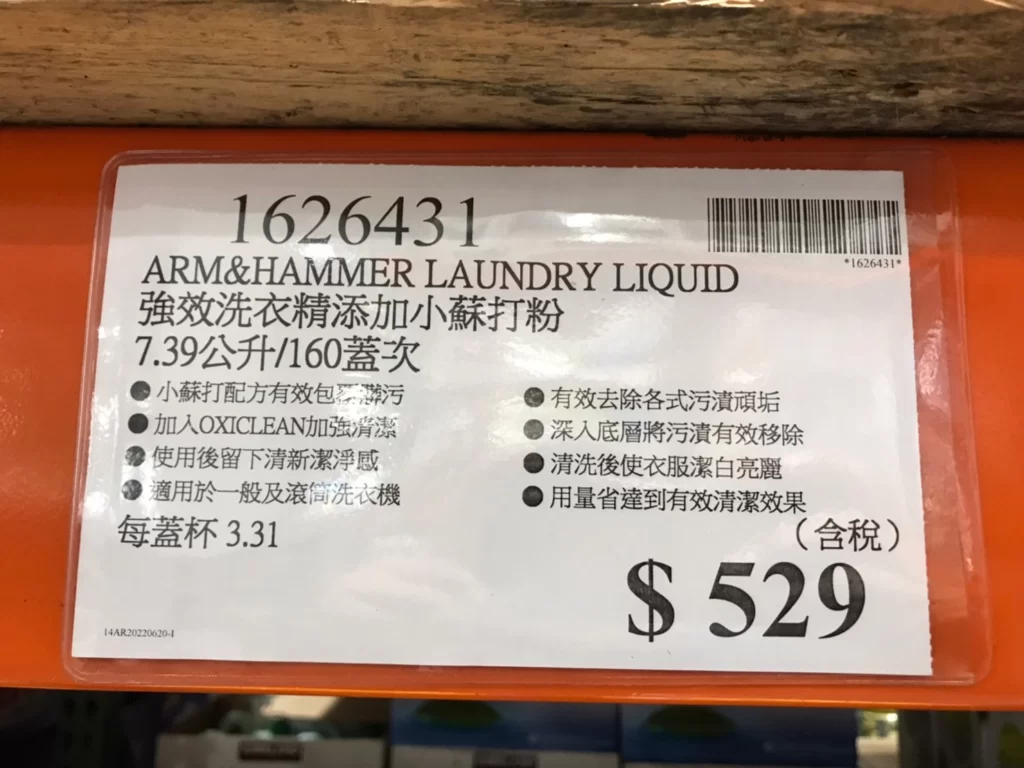 1626431
*1626431*
ARM&HAMMER LAUNDRY LIQUID
強效洗衣精添加小蘇打粉
7.39公升/160蓋次
● 小蘇打配方有效包覆髒污
● 加入OXICLEAN加強清潔
● 使用後留下清新潔淨感
● 適用於一般及滾筒洗衣機
● 有效去除各式污漬頑垢
● 深入底層將污漬有效移除
● 清洗後使衣服潔白亮麗
● 用量省達到有效清潔效果
每蓋杯 3.31
（含稅）
$ 529
14AR20220620-1